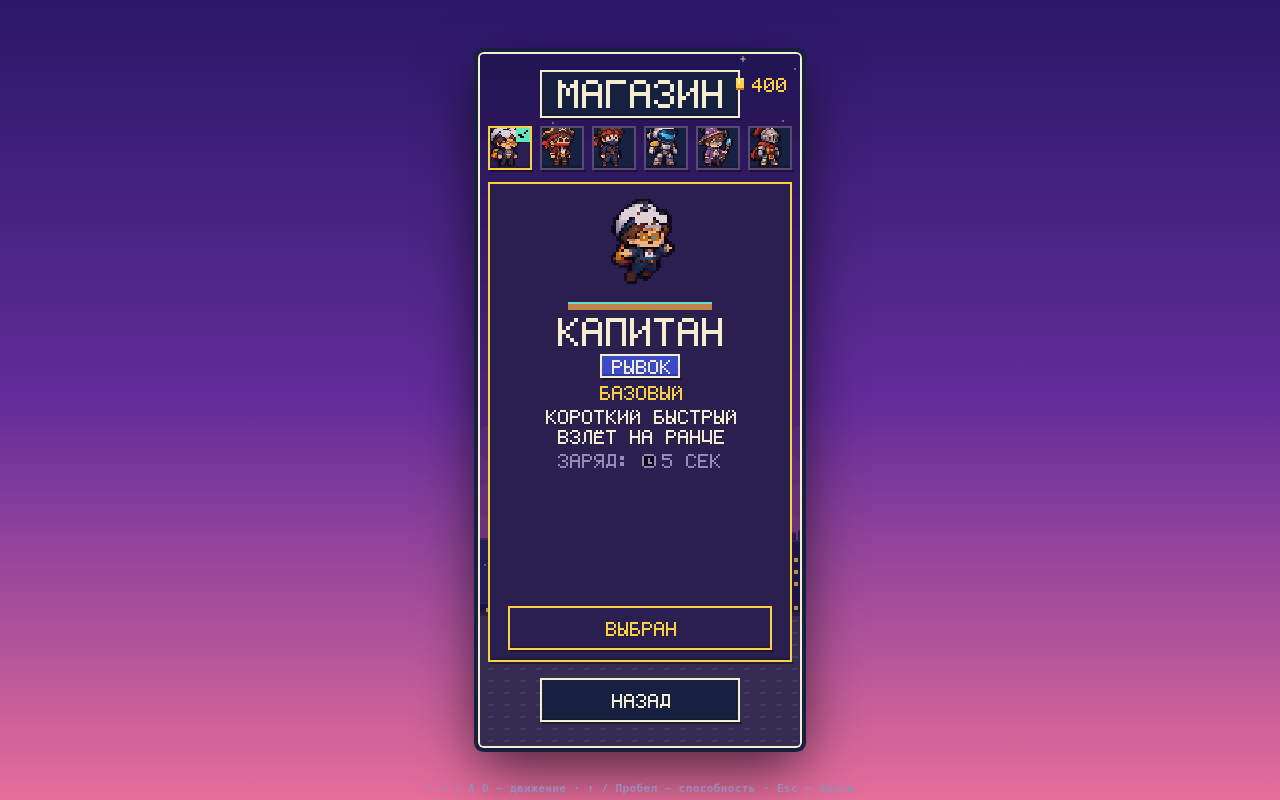 МАГАЗИН
400
КАПИТАН
РЫВОК
БАЗОВЫЙ
КОРОТКИЙ БЫСТРЫЙ
ВЗЛЁТ НА РАНЦЕ
ЗАРЯД: 5 СЕК
ВЫБРАН
НАЗАД
/ A D — движение · ↑ / Пробел — способность · Esc —